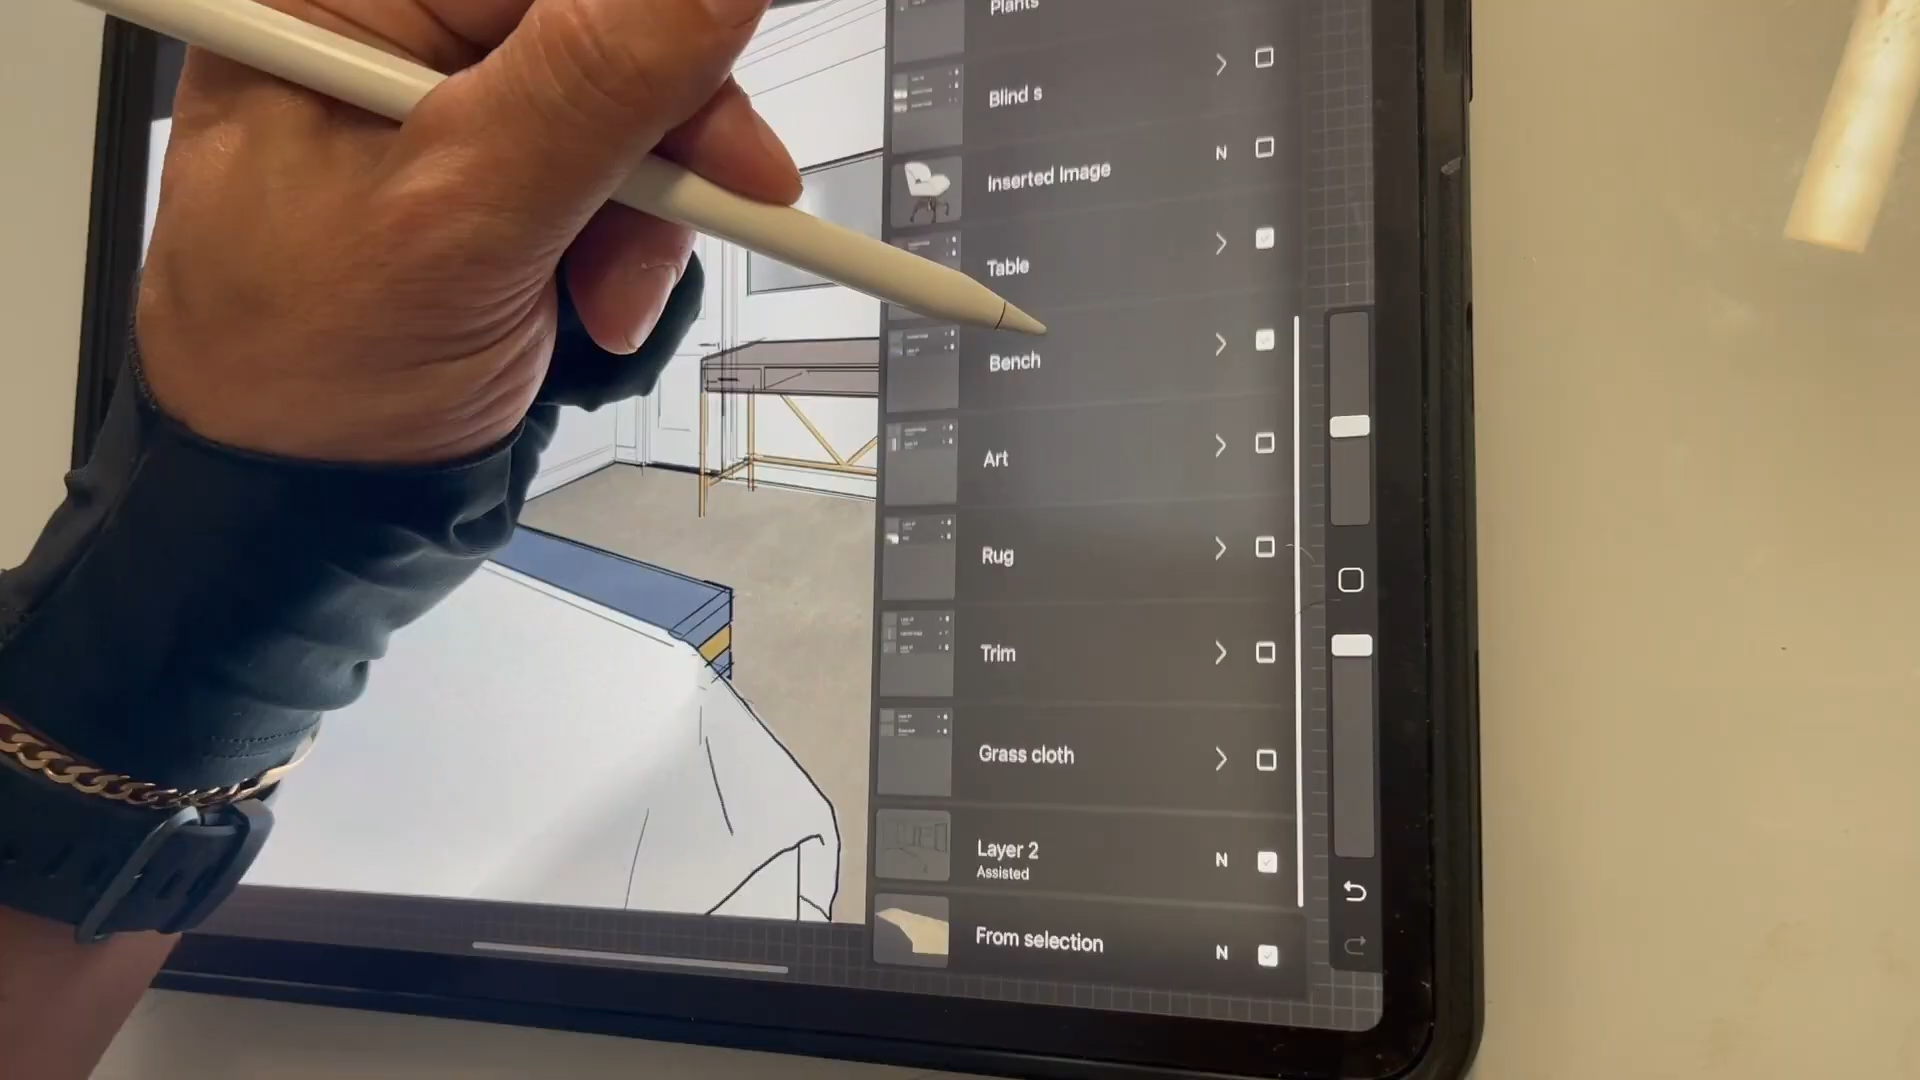 Plants
Blind s
Inserted Image N
Table
Bench
Art
Rug
Trim
Grass cloth
Layer 2 N
Assisted
From selection N